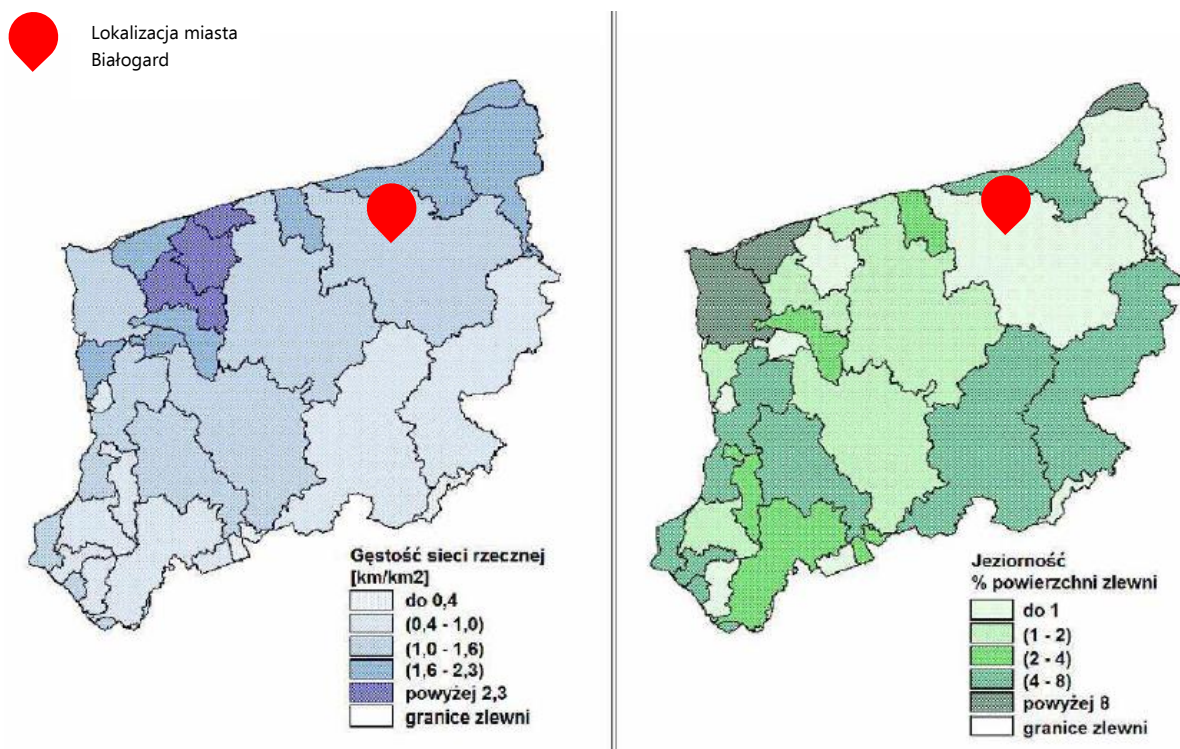 Lokalizacja miasta
Białogard
Gęstość sieci rzecznej
[km/km2]
do 0,4
(0,4 - 1,0)
(1,0 - 1,6)
(1,6 - 2,3)
powyżej 2,3
granice zlewni
Jeziorność
% powierzchni zlewni
do 1
(1 - 2)
(2 - 4)
(4 - 8)
powyżej 8
granice zlewni